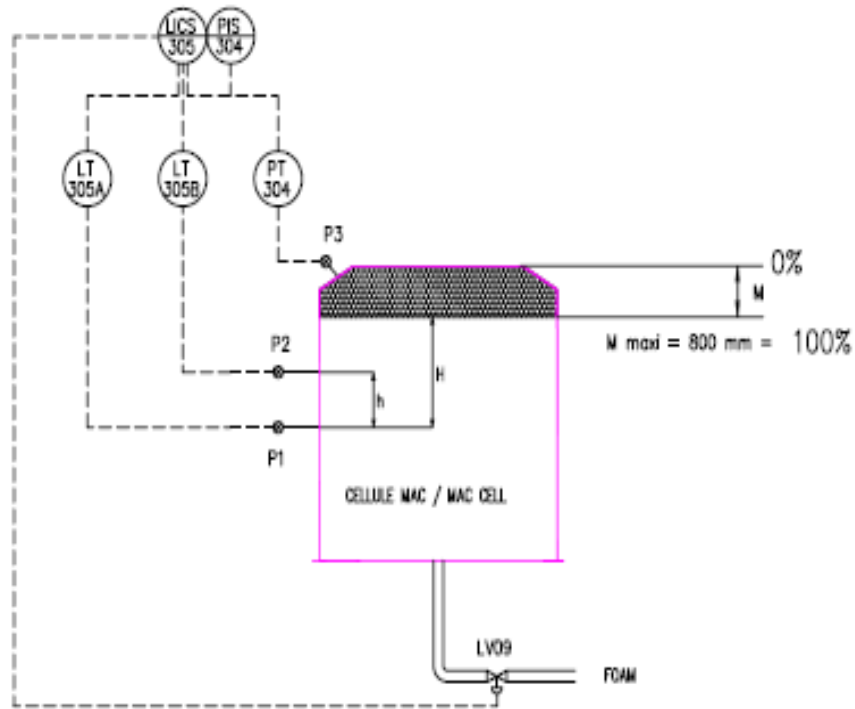 LICS
305
PIS
304
LT
305A
LT
305B
PT
304
P3
0%
M
M maxi = 800 mm = 100%
P2
H
h
P1
CELLULE MAC / MAC CELL
LV09
FOAM